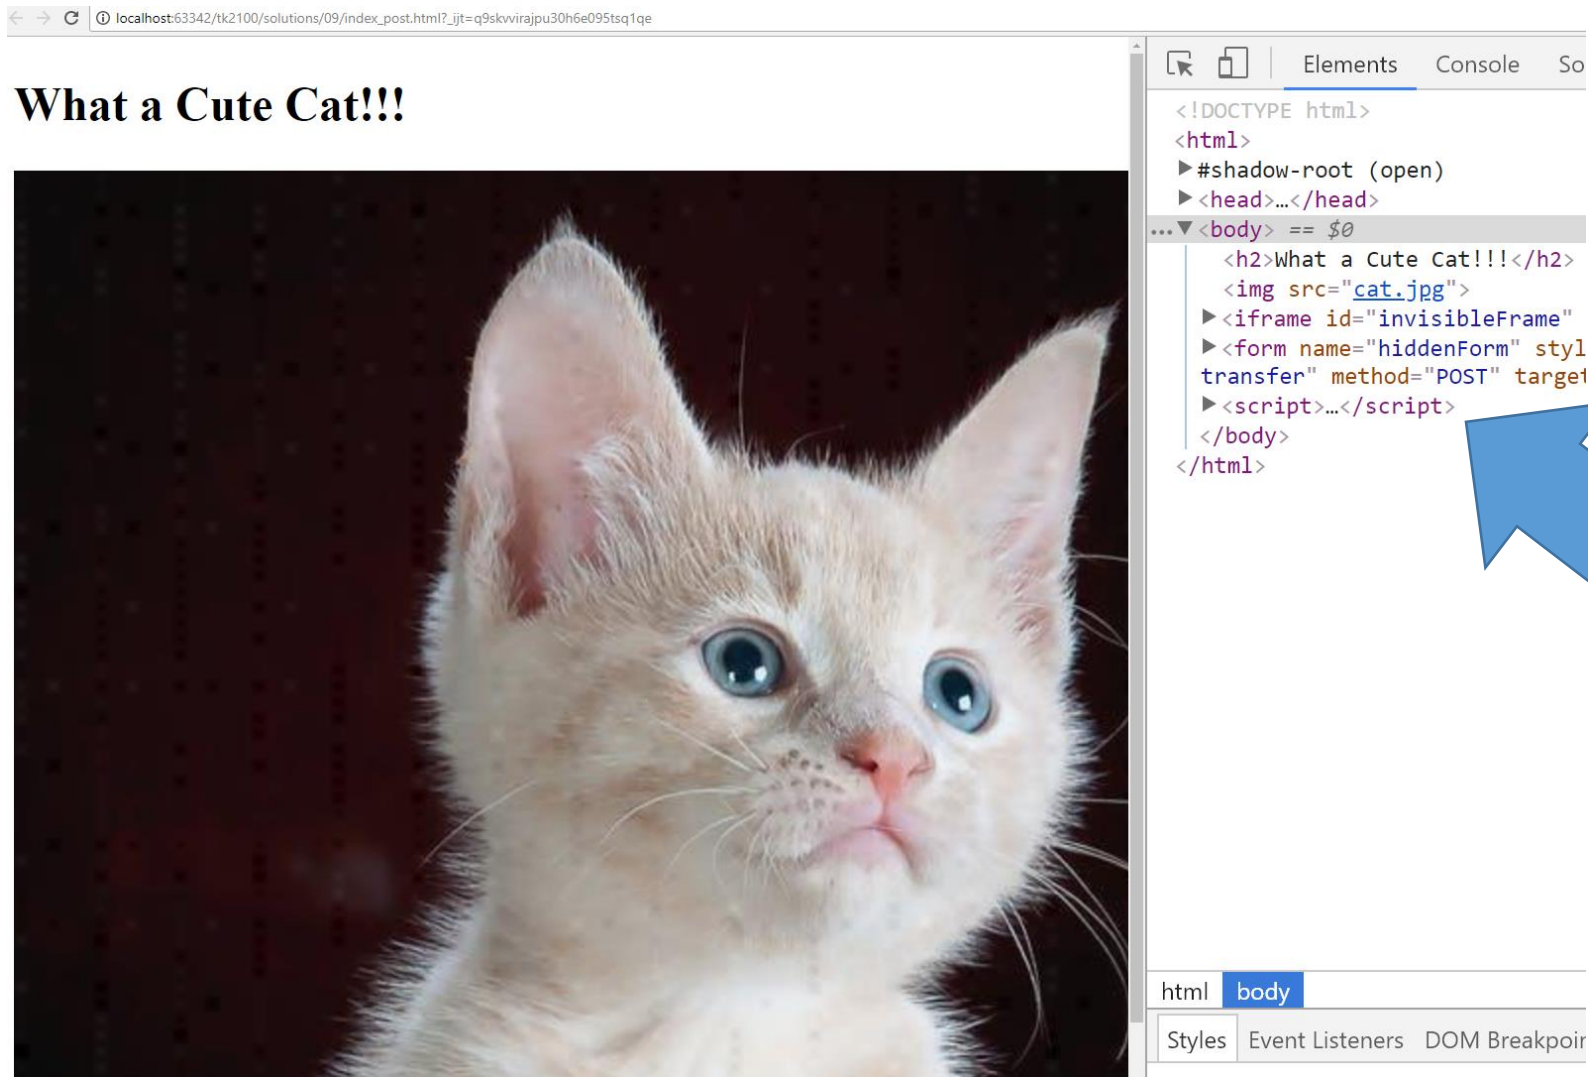 localhost:63342/tk2100/solutions/09/index_post.html?_ijt=q9skvvirajpu30h6e095tsq1qe
What a Cute Cat!!!
Elements Console So
<!DOCTYPE html>
<html>
#shadow-root (open)
<head>…</head>
... <body> == $0
<h2>What a Cute Cat!!!</h2>
<img src="cat.jpg">
<iframe id="invisibleFrame"
<form name="hiddenForm" styl
transfer" method="POST" target
<script>…</script>
</body>
</html>
html body
Styles Event Listeners DOM Breakpoin